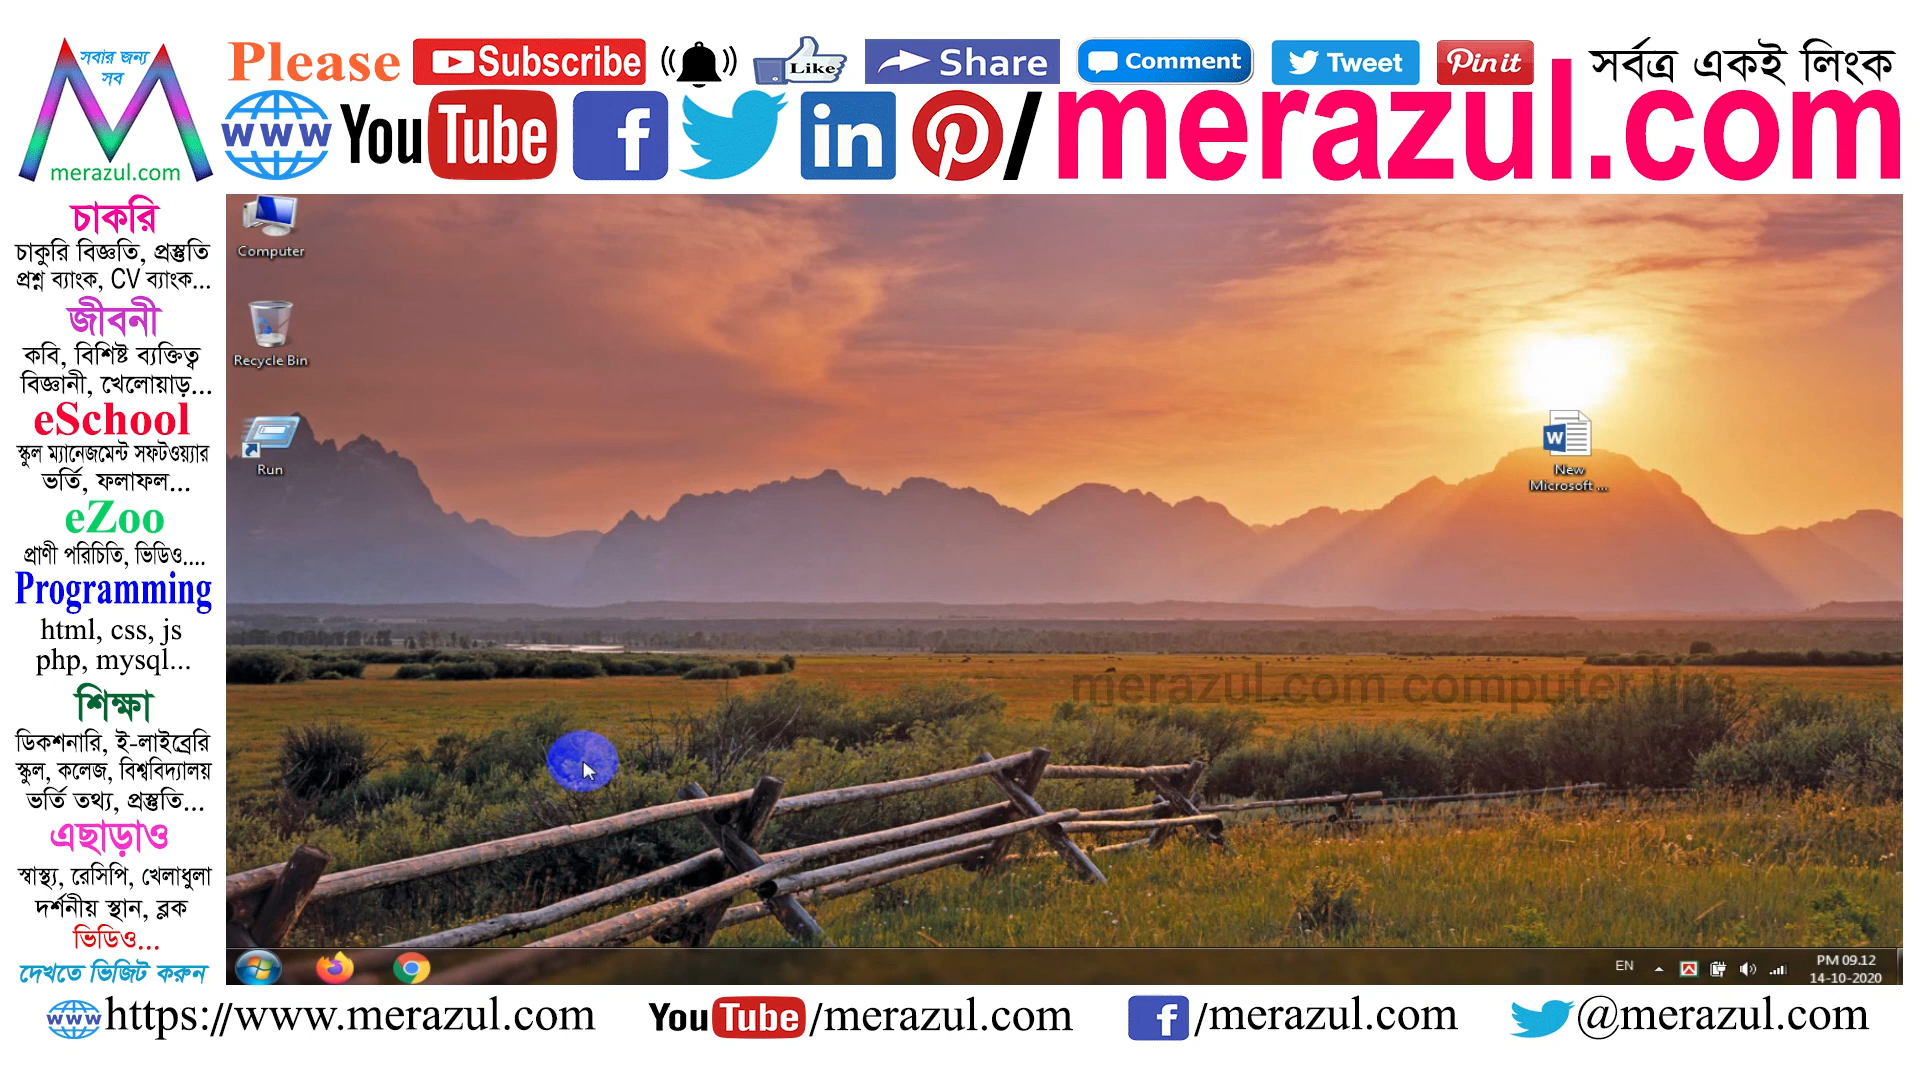 সবার জন্য
সব
merazul.com
Please Subscribe Like Share Comment Tweet Pin it সর্বত্র একই লিংক
www YouTube f in P/merazul.com
চাকরি
চাকুরি বিজ্ঞতি, প্রস্তুতি
প্রশ্ন ব্যাংক, CV ব্যাংক...
জীবনী
কবি, বিশিষ্ট ব্যক্তিত্ব
বিজ্ঞানী, খেলোয়াড়...
eSchool
স্কুল ম্যানেজমেন্ট সফটওয়্যার
ভর্তি, ফলাফল...
eZoo
প্রাণী পরিচিতি, ভিডিও....
Programming
html, css, js
php, mysql...
শিক্ষা
ডিকশনারি, ই-লাইব্রেরি
স্কুল, কলেজ, বিশ্ববিদ্যালয়
ভর্তি তথ্য, প্রস্তুতি...
এছাড়াও
স্বাস্থ্য, রেসিপি, খেলাধুলা
দর্শনীয় স্থান, ব্লক
ভিডিও...
দেখতে ভিজিট করুন
Computer
Recycle Bin
Run
New
Microsoft ...
merazul.com computer tips
EN
PM 09.12
14-10-2020
www https://www.merazul.com YouTube/merazul.com f/merazul.com @merazul.com